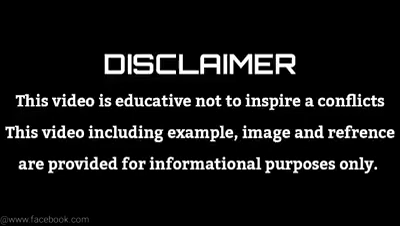 DISCLAIMER
This video is educative not to inspire a conflicts
This video including example, image and refrence
are provided for informational purposes only.
@www.facebook.com